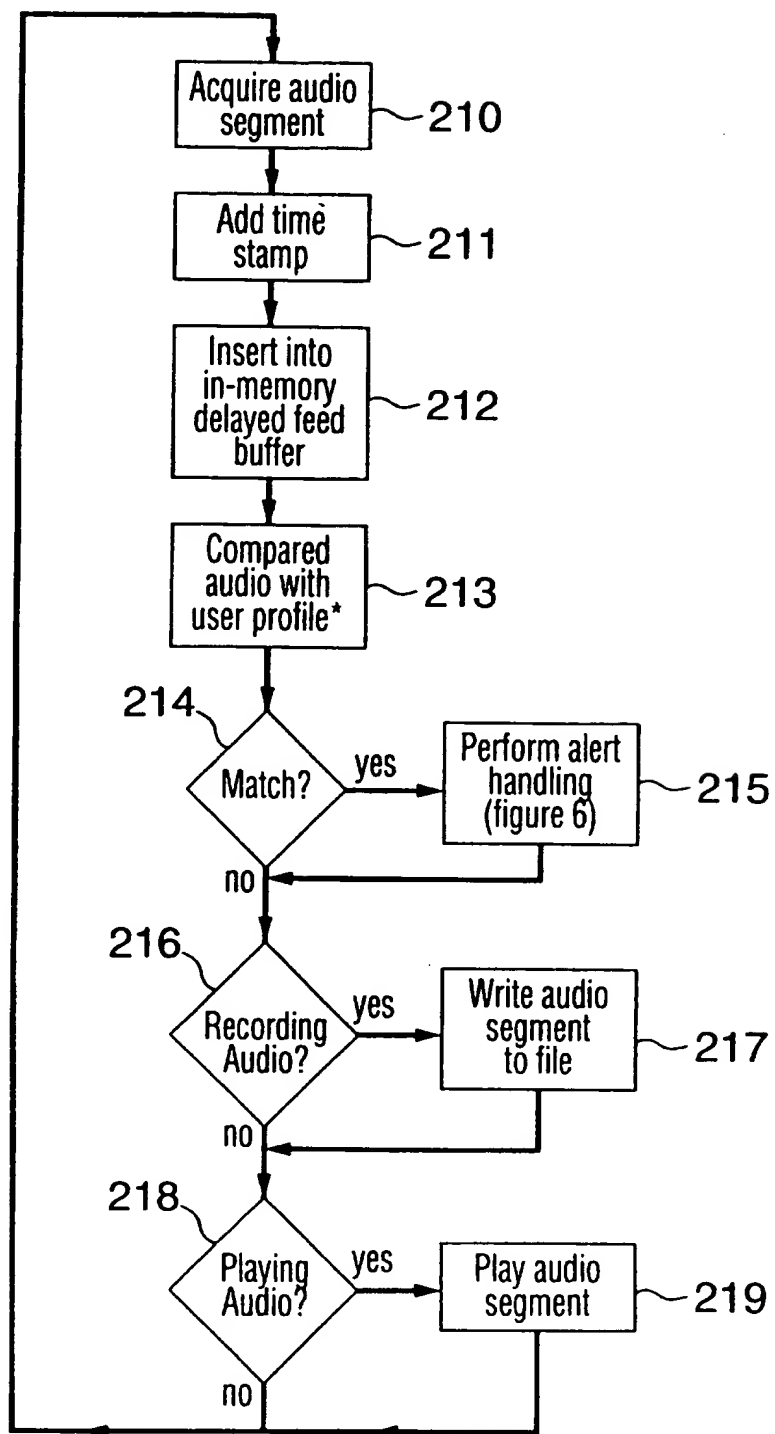 Acquire audio
segment
210
Add time
stamp
211
Insert into
in-memory
delayed feed
buffer
212
Compared
audio with
user profile*
213
214
Match?
yes
Perform alert
handling
(figure 6)
215
no
216
Recording
Audio?
yes
Write audio
segment
to file
217
no
218
Playing
Audio?
yes
Play audio
segment
219
no